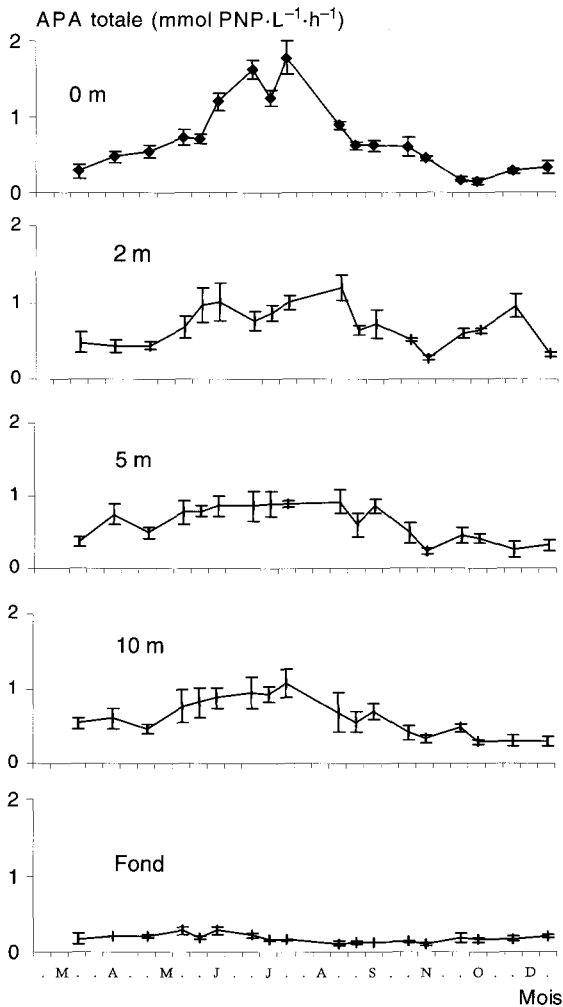 APA totale (mmol PNP·L⁻¹·h⁻¹)
2
0 m
1
0
2
2 m
1
0
2
5 m
1
0
2
10 m
1
0
2
Fond
1
0
. M . . A . . M . . J . . J . . A . . S . . N . . O . . D .
Mois